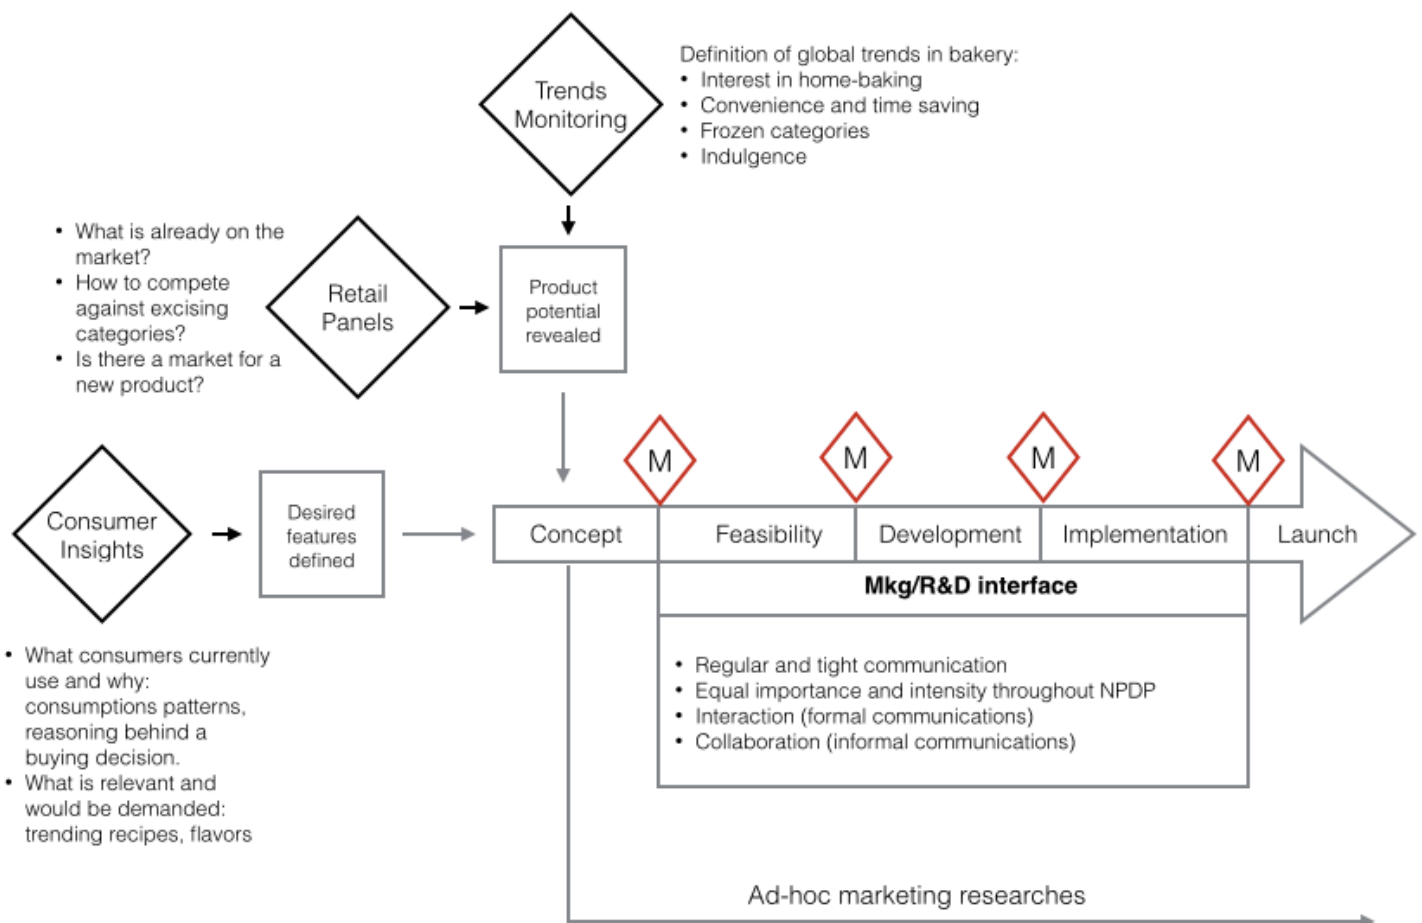 Trends
Monitoring
Definition of global trends in bakery:
• Interest in home-baking
• Convenience and time saving
• Frozen categories
• Indulgence
• What is already on the
market?
• How to compete
against excising
categories?
• Is there a market for a
new product?
Retail
Panels
Product
potential
revealed
Consumer
Insights
Desired
features
defined
M
M
M
M
Concept
Feasibility
Development
Implementation
Launch
Mkg/R&D interface
• Regular and tight communication
• Equal importance and intensity throughout NPDP
• Interaction (formal communications)
• Collaboration (informal communications)
• What consumers currently
use and why:
consumptions patterns,
reasoning behind a
buying decision.
• What is relevant and
would be demanded:
trending recipes, flavors
Ad-hoc marketing researches